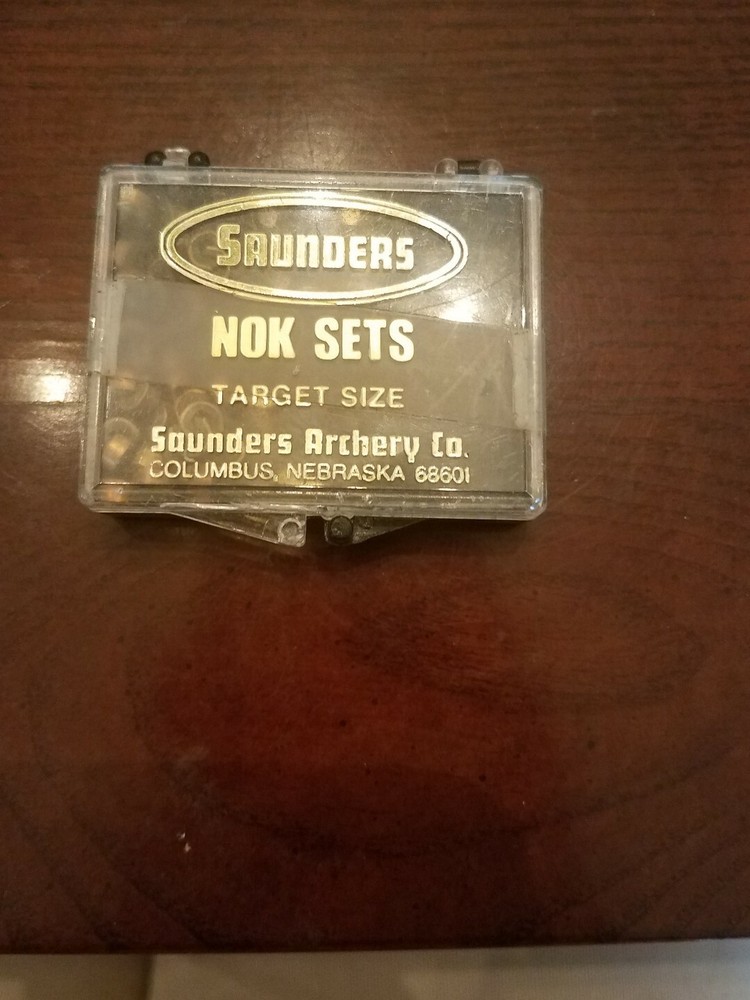 SAUNDERS
NOK SETS
TARGET SIZE
Saunders Archery Co.
COLUMBUS, NEBRASKA 68601